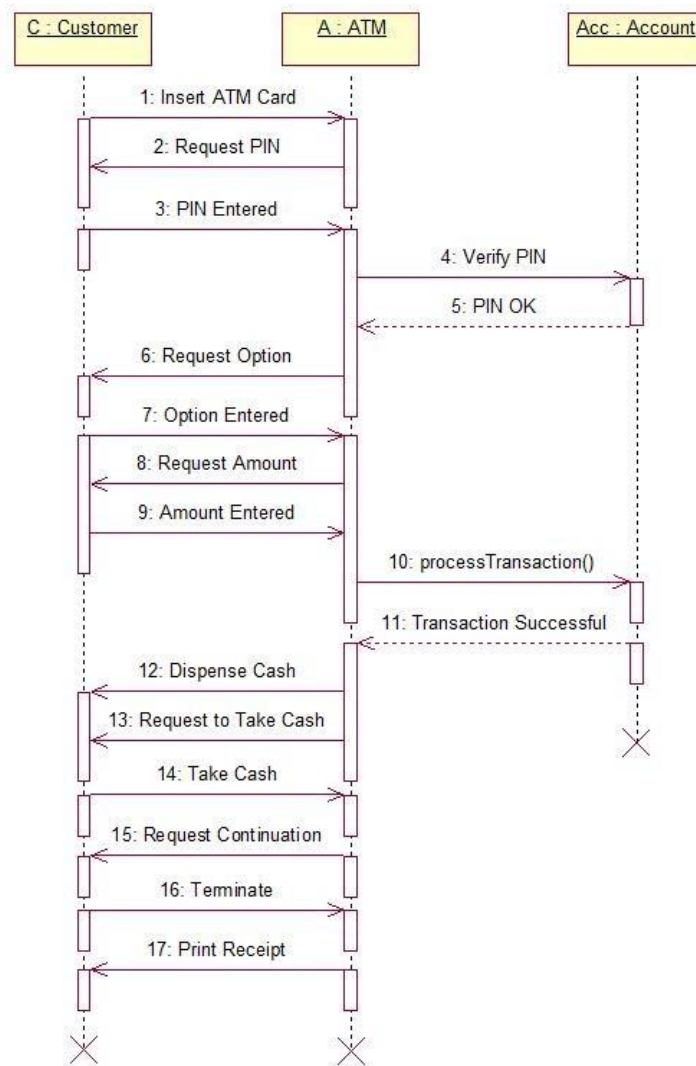 C : Customer
A : ATM
Acc : Account
1: Insert ATM Card
2: Request PIN
3: PIN Entered
4: Verify PIN
5: PIN OK
6: Request Option
7: Option Entered
8: Request Amount
9: Amount Entered
10: processTransaction()
11: Transaction Successful
12: Dispense Cash
13: Request to Take Cash
14: Take Cash
15: Request Continuation
16: Terminate
17: Print Receipt